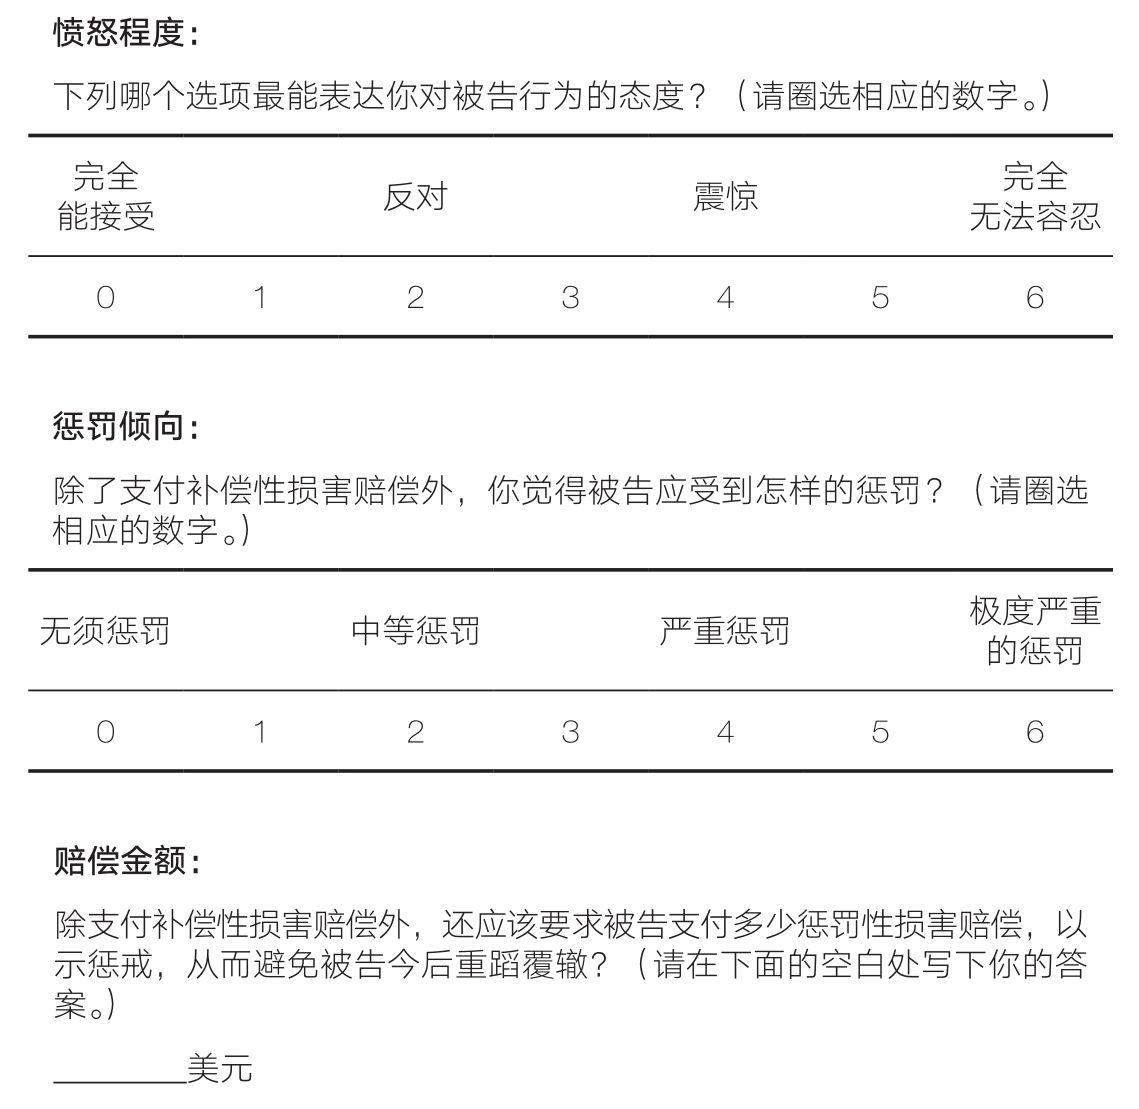 愤怒程度：
下列哪个选项最能表达你对被告行为的态度？（请圈选相应的数字。）
完全
能接受
反对
震惊
完全
无法容忍
0 1 2 3 4 5 6
惩罚倾向：
除了支付补偿性损害赔偿外，你觉得被告应受到怎样的惩罚？（请圈选
相应的数字。）
无须惩罚
中等惩罚
严重惩罚
极度严重
的惩罚
0 1 2 3 4 5 6
赔偿金额：
除支付补偿性损害赔偿外，还应该要求被告支付多少惩罚性损害赔偿，以
示惩戒，从而避免被告今后重蹈覆辙？（请在下面的空白处写下你的答
案。）
________美元